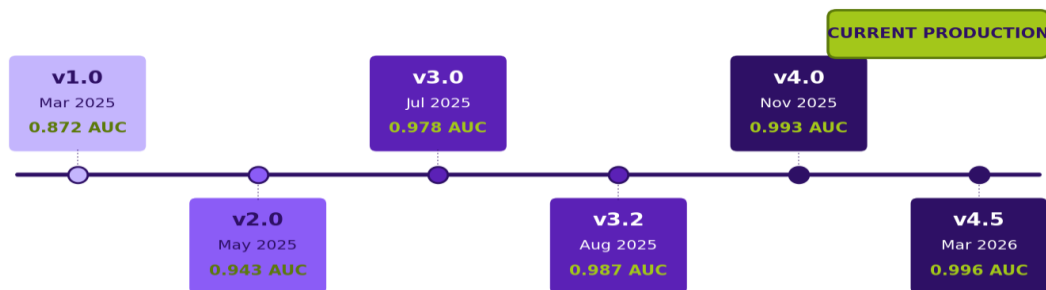 CURRENT PRODUCTION
v1.0
Mar 2025
0.872 AUC
v3.0
Jul 2025
0.978 AUC
v4.0
Nov 2025
0.993 AUC
v2.0
May 2025
0.943 AUC
v3.2
Aug 2025
0.987 AUC
v4.5
Mar 2026
0.996 AUC